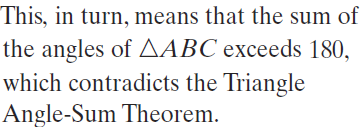 This, in turn, means that the sum of
the angles of △ABC exceeds 180,
which contradicts the Triangle
Angle-Sum Theorem.